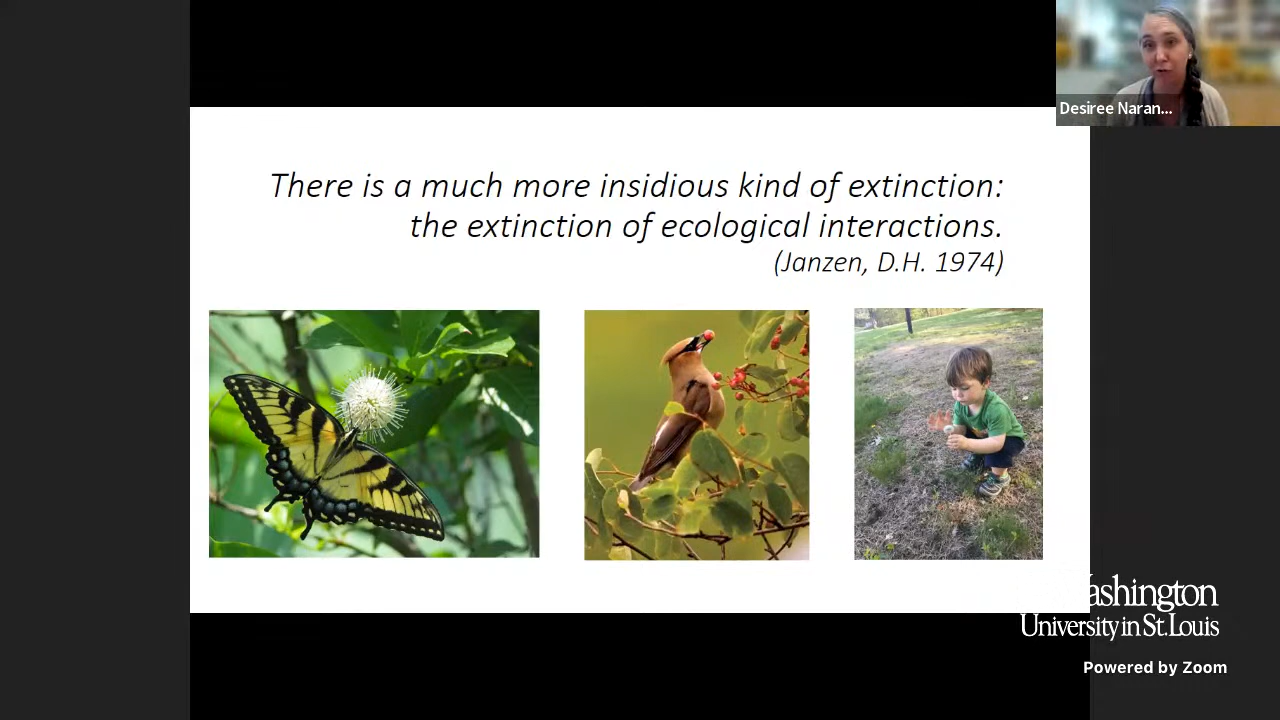 Desiree Naran...
There is a much more insidious kind of extinction:
the extinction of ecological interactions.
(Janzen, D.H. 1974)
ashington
University in St. Louis
Powered by Zoom